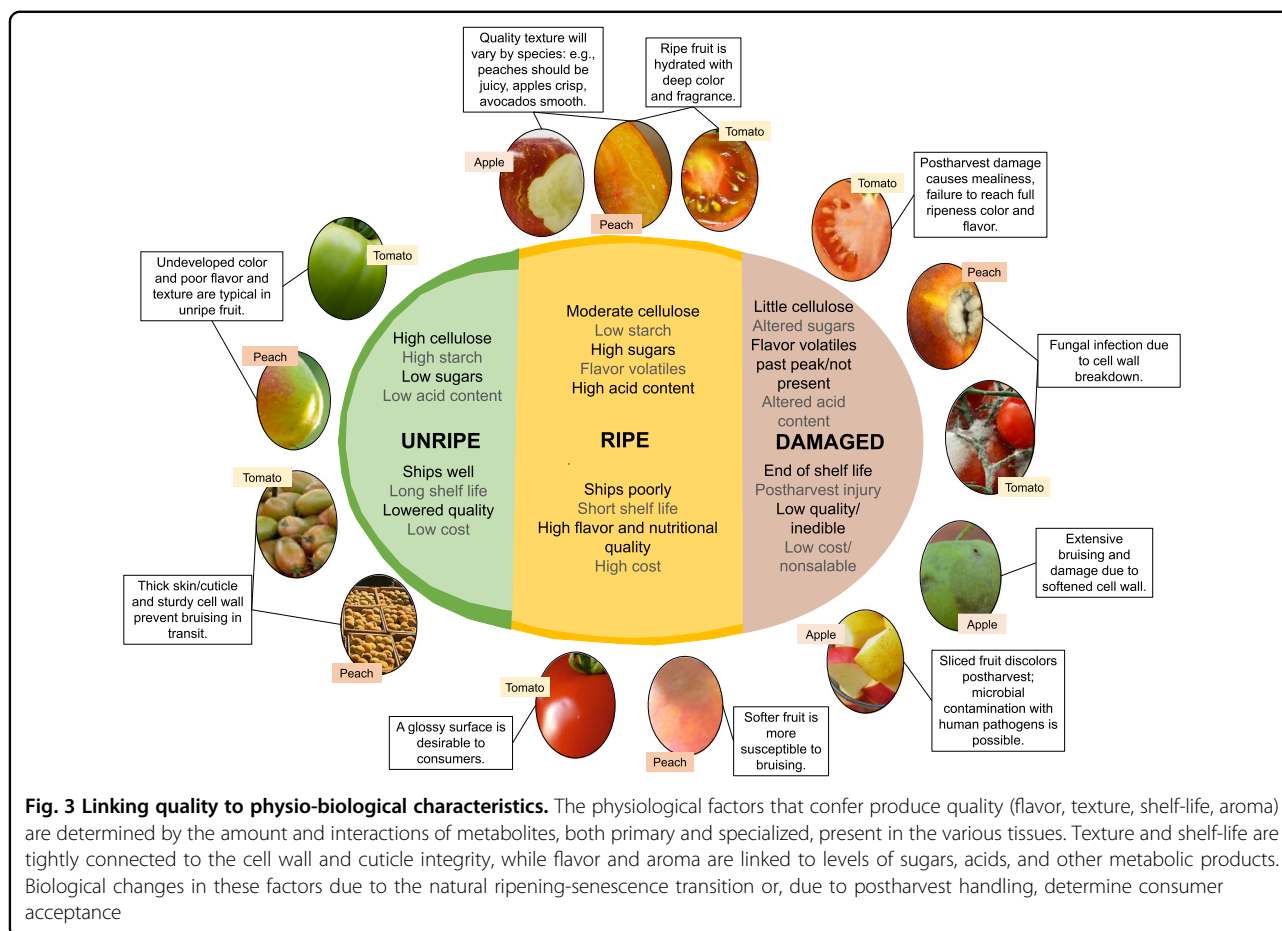 Quality texture will
vary by species: e.g.,
peaches should be
juicy, apples crisp,
avocados smooth.
Ripe fruit is
hydrated with
deep color
and fragrance.
Apple
Peach
Tomato
Tomato
Postharvest damage
causes mealiness,
failure to reach full
ripeness color and
flavor.
Tomato
Undeveloped color
and poor flavor and
texture are typical in
unripe fruit.
Peach
Peach
Fungal infection due
to cell wall
breakdown.
Tomato
High cellulose
High starch
Low sugars
Low acid content
UNRIPE
Ships well
Long shelf life
Lowered quality
Low cost
Moderate cellulose
Low starch
High sugars
Flavor volatiles
High acid content
RIPE
Ships poorly
Short shelf life
High flavor and nutritional
quality
High cost
Little cellulose
Altered sugars
Flavor volatiles
past peak/not
present
Altered acid
content
DAMAGED
End of shelf life
Postharvest injury
Low quality/
inedible
Low cost/
nonsalable
Tomato
Thick skin/cuticle
and sturdy cell wall
prevent bruising in
transit.
Peach
Extensive
bruising and
damage due to
softened cell wall.
Apple
Apple
Sliced fruit discolors
postharvest;
microbial
contamination with
human pathogens is
possible.
Tomato
A glossy surface is
desirable to
consumers.
Peach
Softer fruit is
more
susceptible to
bruising.
Fig. 3 Linking quality to physio-biological characteristics. The physiological factors that confer produce quality (flavor, texture, shelf-life, aroma)
are determined by the amount and interactions of metabolites, both primary and specialized, present in the various tissues. Texture and shelf-life are
tightly connected to the cell wall and cuticle integrity, while flavor and aroma are linked to levels of sugars, acids, and other metabolic products.
Biological changes in these factors due to the natural ripening-senescence transition or, due to postharvest handling, determine consumer
acceptance